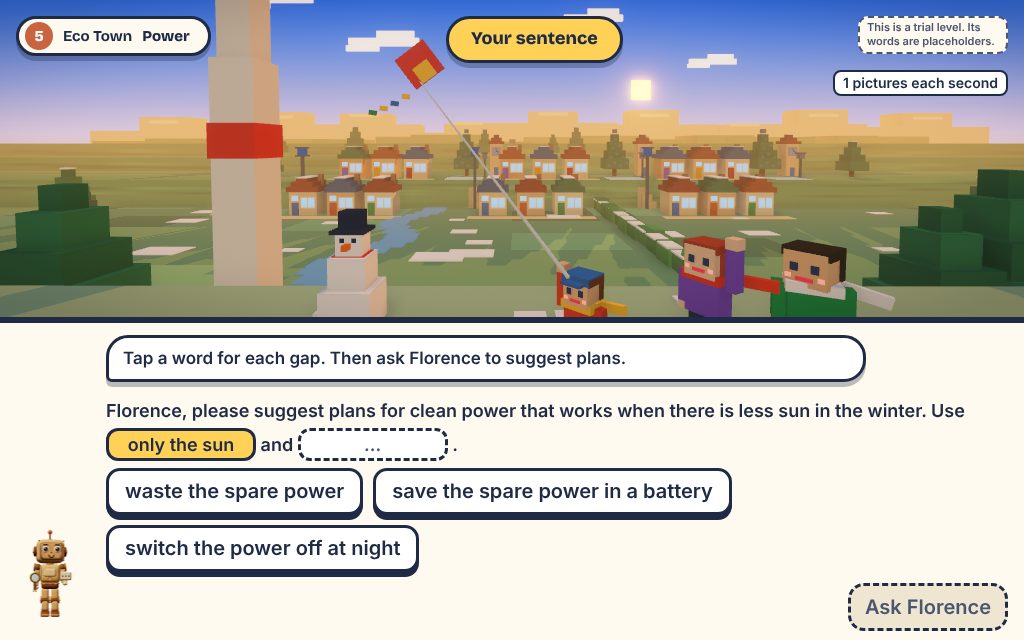 5 Eco Town Power
Your sentence
This is a trial level. Its
words are placeholders.
1 pictures each second
Tap a word for each gap. Then ask Florence to suggest plans.
Florence, please suggest plans for clean power that works when there is less sun in the winter. Use
only the sun and ... .
waste the spare power
save the spare power in a battery
switch the power off at night
Ask Florence